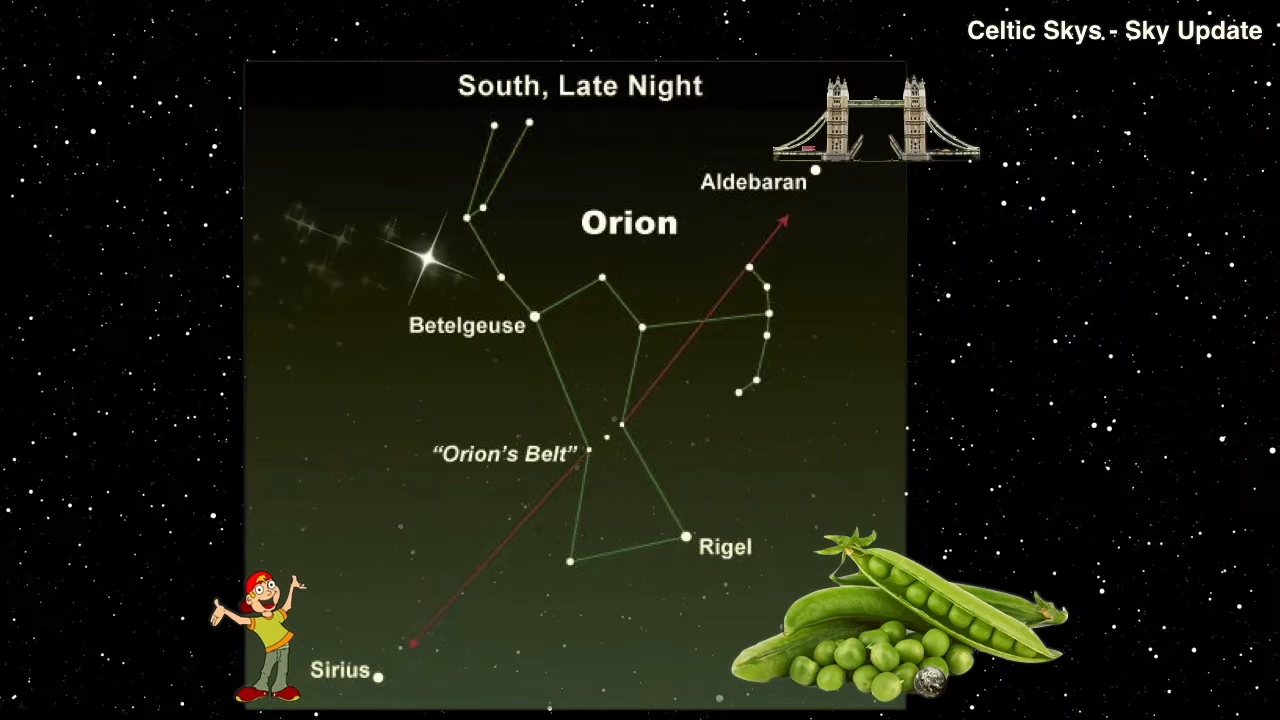 Celtic Skys - Sky Update
South, Late Night
Aldebaran
Orion
Betelgeuse
“Orion’s Belt”
Rigel
Sirius